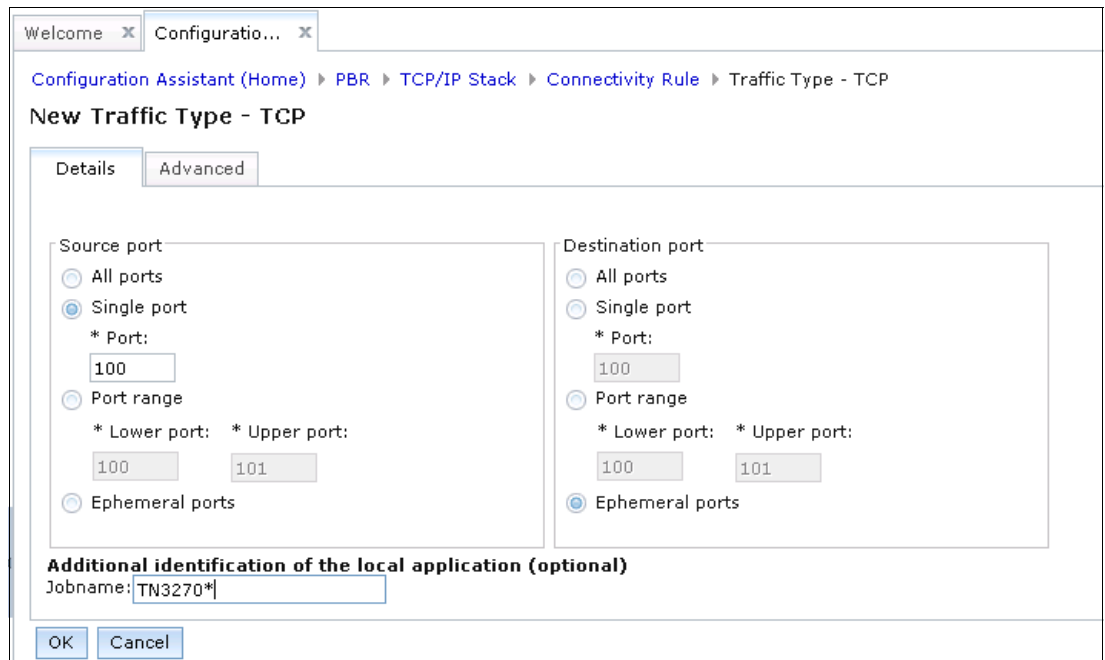 Welcome X Configuratio... X
Configuration Assistant (Home) PBR TCP/IP Stack Connectivity Rule Traffic Type - TCP
New Traffic Type - TCP
Details Advanced
Source port
All ports
Single port
* Port:
100
Port range
* Lower port: * Upper port:
100 101
Ephemeral ports
Destination port
All ports
Single port
* Port:
100
Port range
* Lower port: * Upper port:
100 101
Ephemeral ports
Additional identification of the local application (optional)
Jobname: TN3270*
OK Cancel